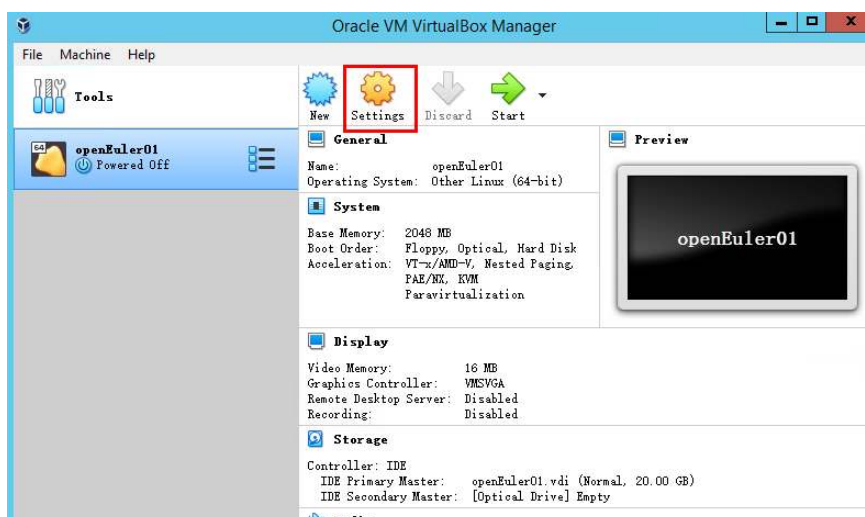 Oracle VM VirtualBox Manager
File Machine Help
Tools
New Settings Discard Start
64
openEuler01
Powered Off
General
Name: openEuler01
Operating System: Other Linux (64-bit)
Preview
openEuler01
System
Base Memory: 2048 MB
Boot Order: Floppy, Optical, Hard Disk
Acceleration: VT-x/AMD-V, Nested Paging,
PAE/NX, KVM
Paravirtualization
Display
Video Memory: 16 MB
Graphics Controller: VMSVGA
Remote Desktop Server: Disabled
Recording: Disabled
Storage
Controller: IDE
IDE Primary Master: openEuler01.vdi (Normal, 20.00 GB)
IDE Secondary Master: [Optical Drive] Empty